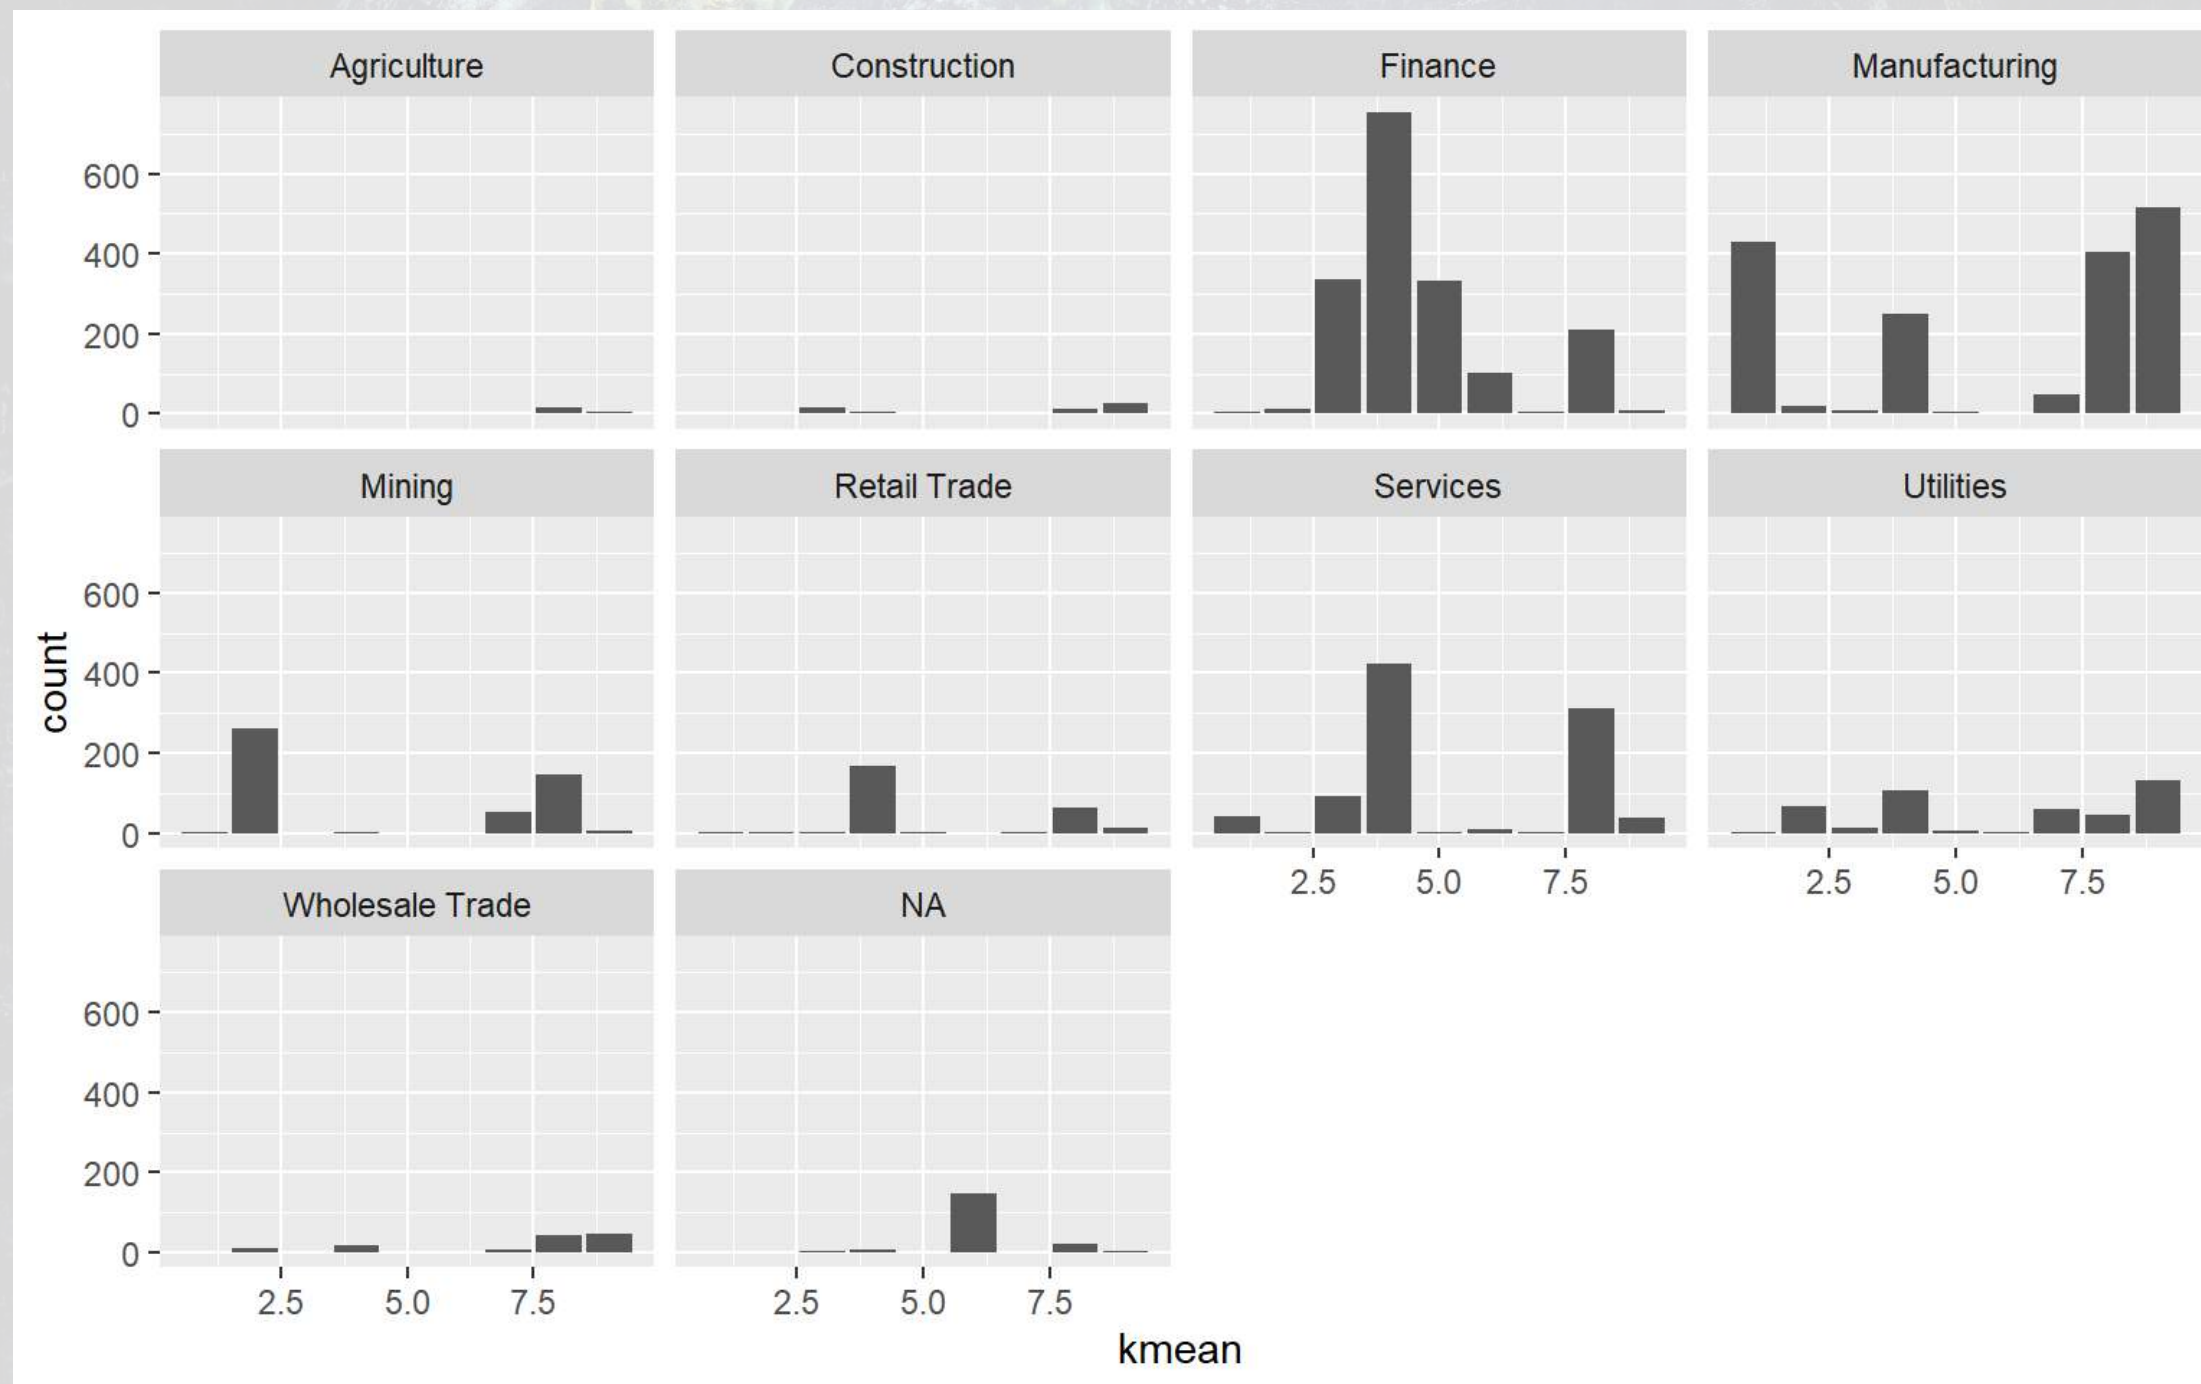 Agriculture
Construction
Finance
Manufacturing
600
400
200
0
Mining
Retail Trade
Services
Utilities
count
600
400
200
0
2.5 5.0 7.5
2.5 5.0 7.5
Wholesale Trade
NA
600
400
200
0
2.5 5.0 7.5
2.5 5.0 7.5
kmean